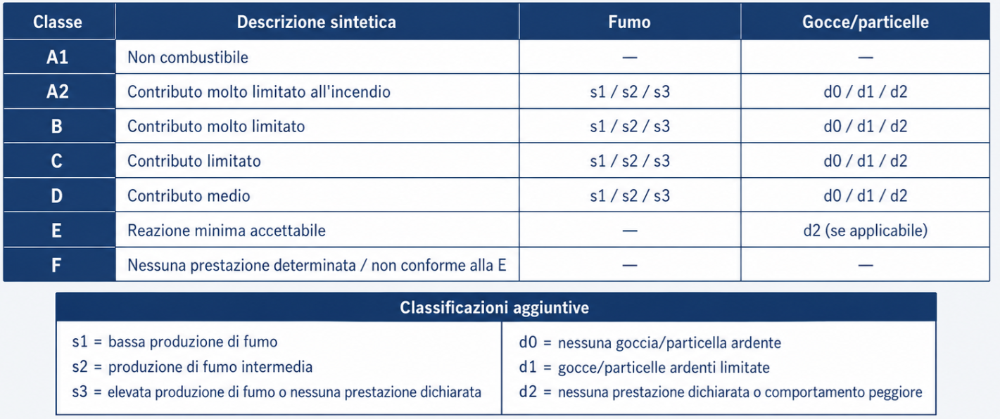 Classe Descrizione sintetica Fumo Gocce/particelle
A1 Non combustibile — —
A2 Contributo molto limitato all'incendio s1 / s2 / s3 d0 / d1 / d2
B Contributo molto limitato s1 / s2 / s3 d0 / d1 / d2
C Contributo limitato s1 / s2 / s3 d0 / d1 / d2
D Contributo medio s1 / s2 / s3 d0 / d1 / d2
E Reazione minima accettabile — d2 (se applicabile)
F Nessuna prestazione determinata / non conforme alla E — —
Classificazioni aggiuntive
s1 = bassa produzione di fumo
s2 = produzione di fumo intermedia
s3 = elevata produzione di fumo o nessuna prestazione dichiarata
d0 = nessuna goccia/particella ardente
d1 = gocce/particelle ardenti limitate
d2 = nessuna prestazione dichiarata o comportamento peggiore